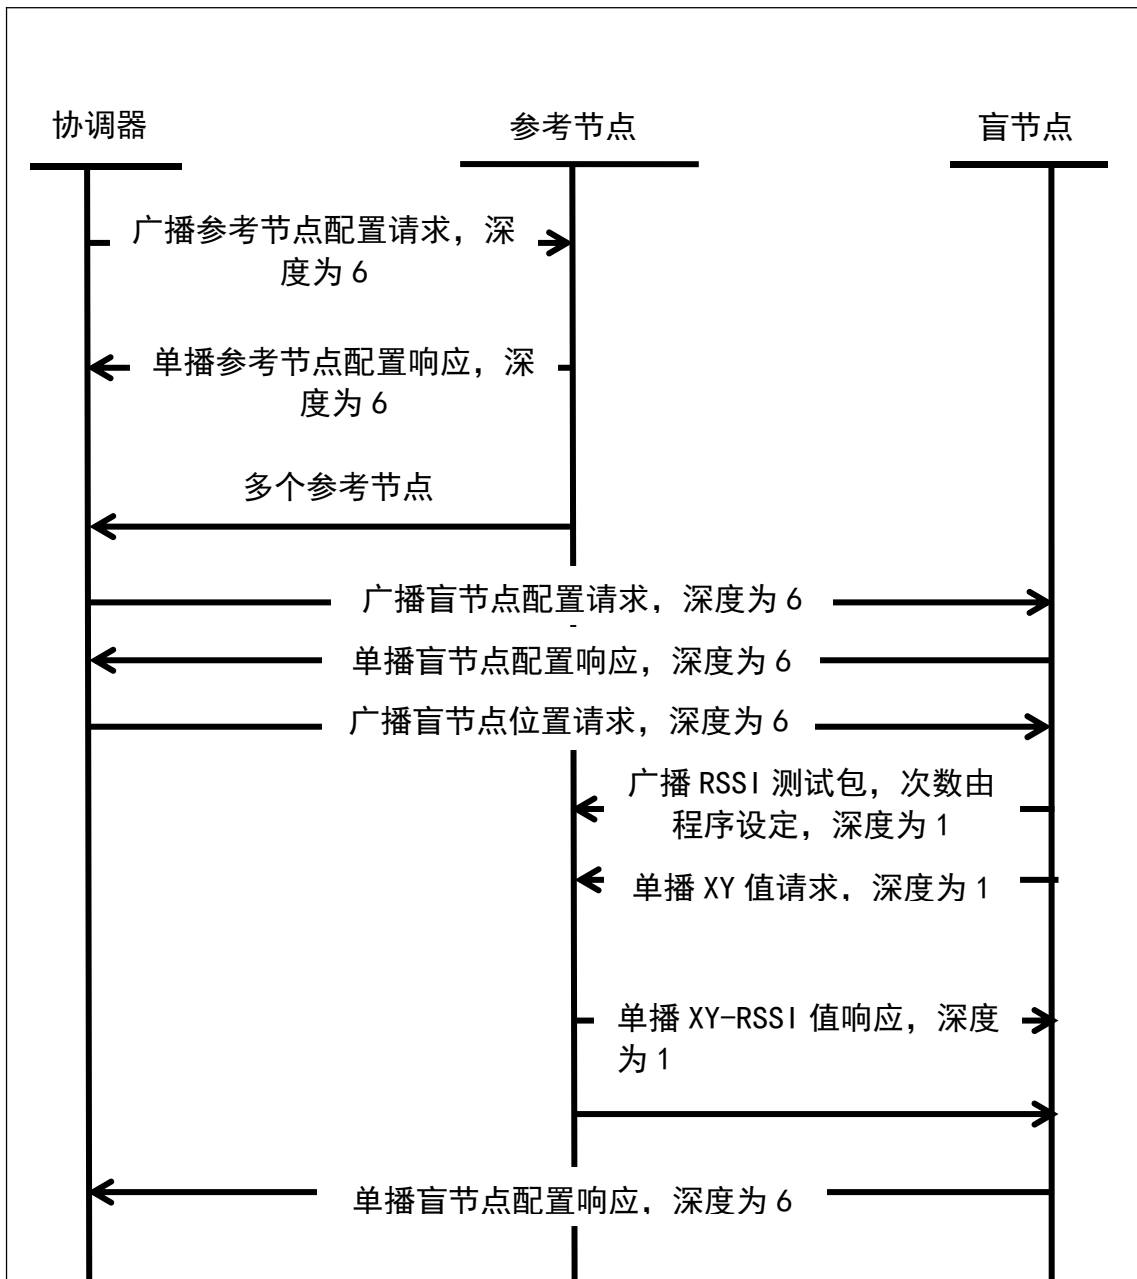 协调器
参考节点
盲节点
广播参考节点配置请求，深
度为 6
单播参考节点配置响应，深
度为 6
多个参考节点
广播盲节点配置请求，深度为 6
单播盲节点配置响应，深度为 6
广播盲节点位置请求，深度为 6
广播 RSSI 测试包，次数由
程序设定，深度为 1
单播 XY 值请求，深度为 1
单播 XY-RSSI 值响应，深度
为 1
单播盲节点配置响应，深度为 6